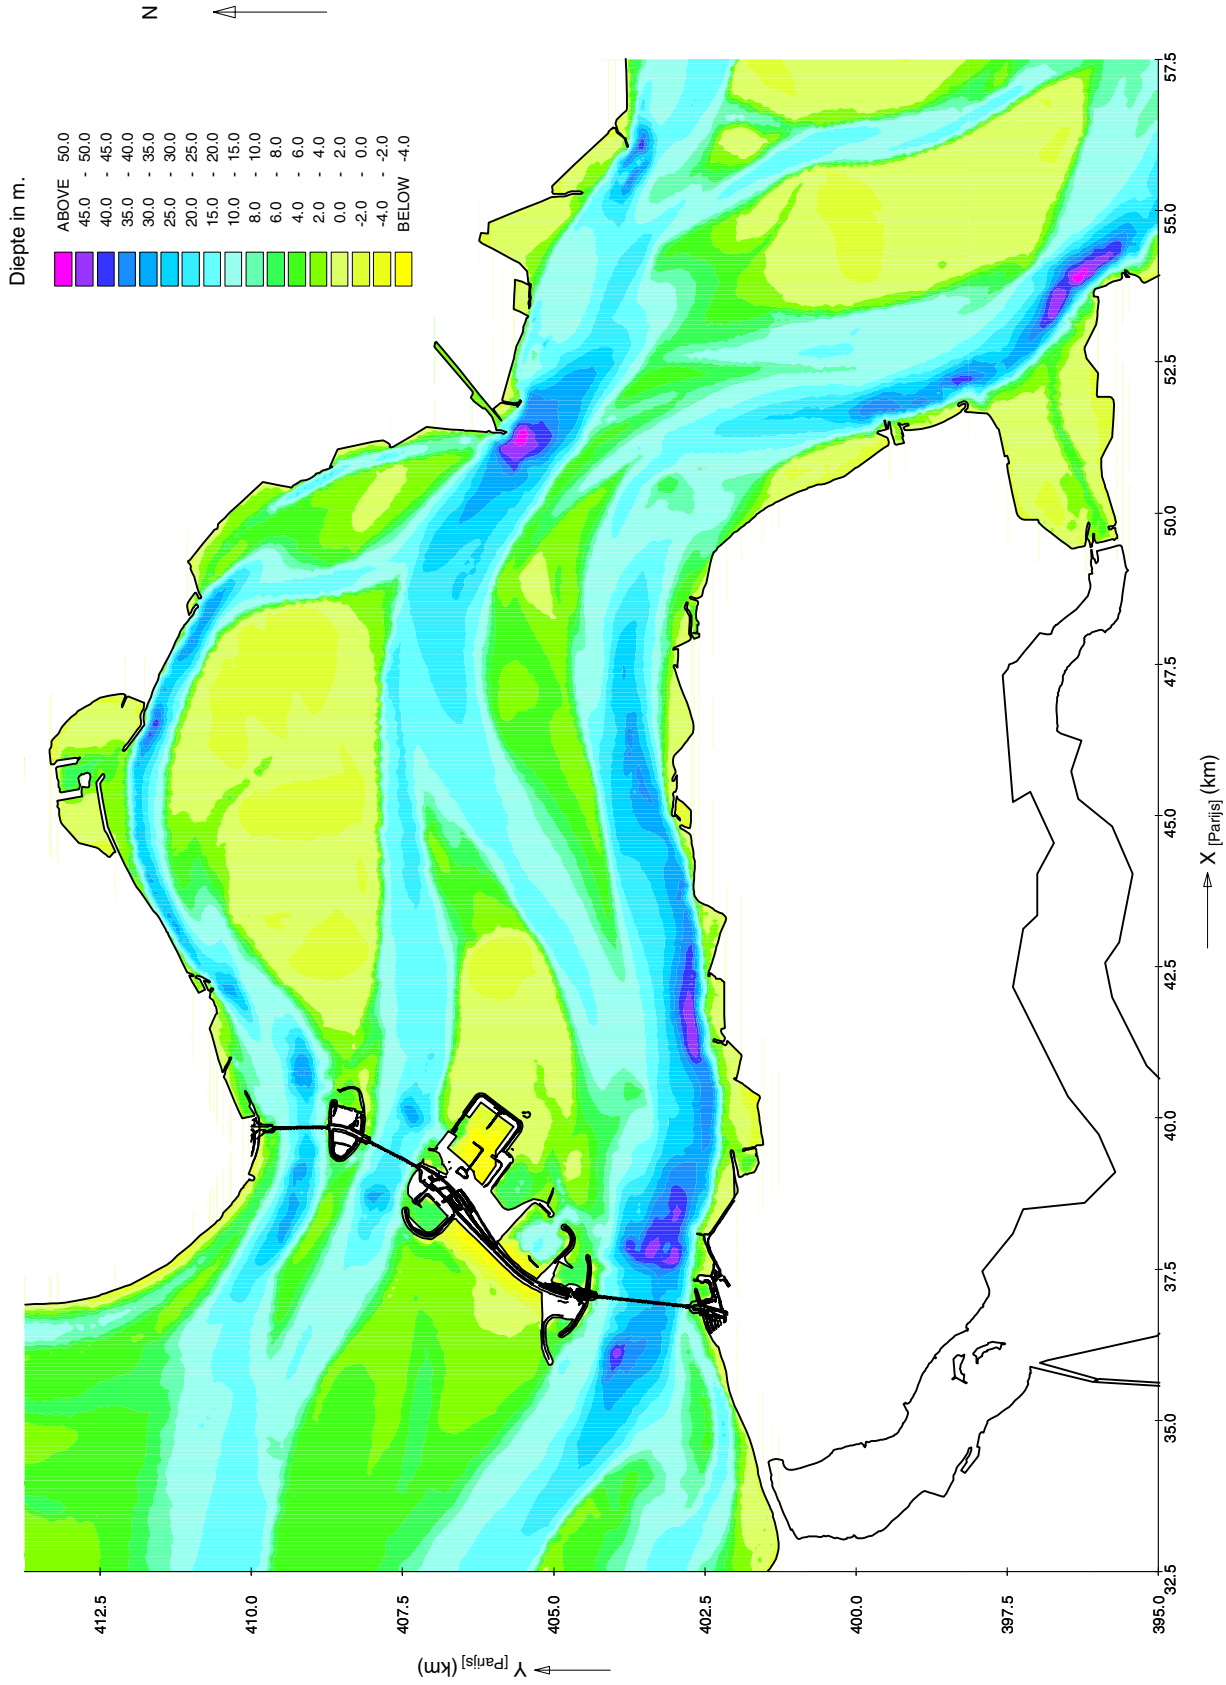 N
Diepte in m.
ABOVE 50.0
45.0 - 50.0
40.0 - 45.0
35.0 - 40.0
30.0 - 35.0
25.0 - 30.0
20.0 - 25.0
15.0 - 20.0
10.0 - 15.0
8.0 - 10.0
6.0 - 8.0
4.0 - 6.0
2.0 - 4.0
0.0 - 2.0
-2.0 - 0.0
-4.0 - -2.0
BELOW -4.0
412.5
410.0
407.5
405.0
402.5
400.0
397.5
395.0
Y [Parijs] (km)
32.5
35.0
37.5
40.0
42.5
45.0
47.5
50.0
52.5
55.0
57.5
X [Parijs] (km)